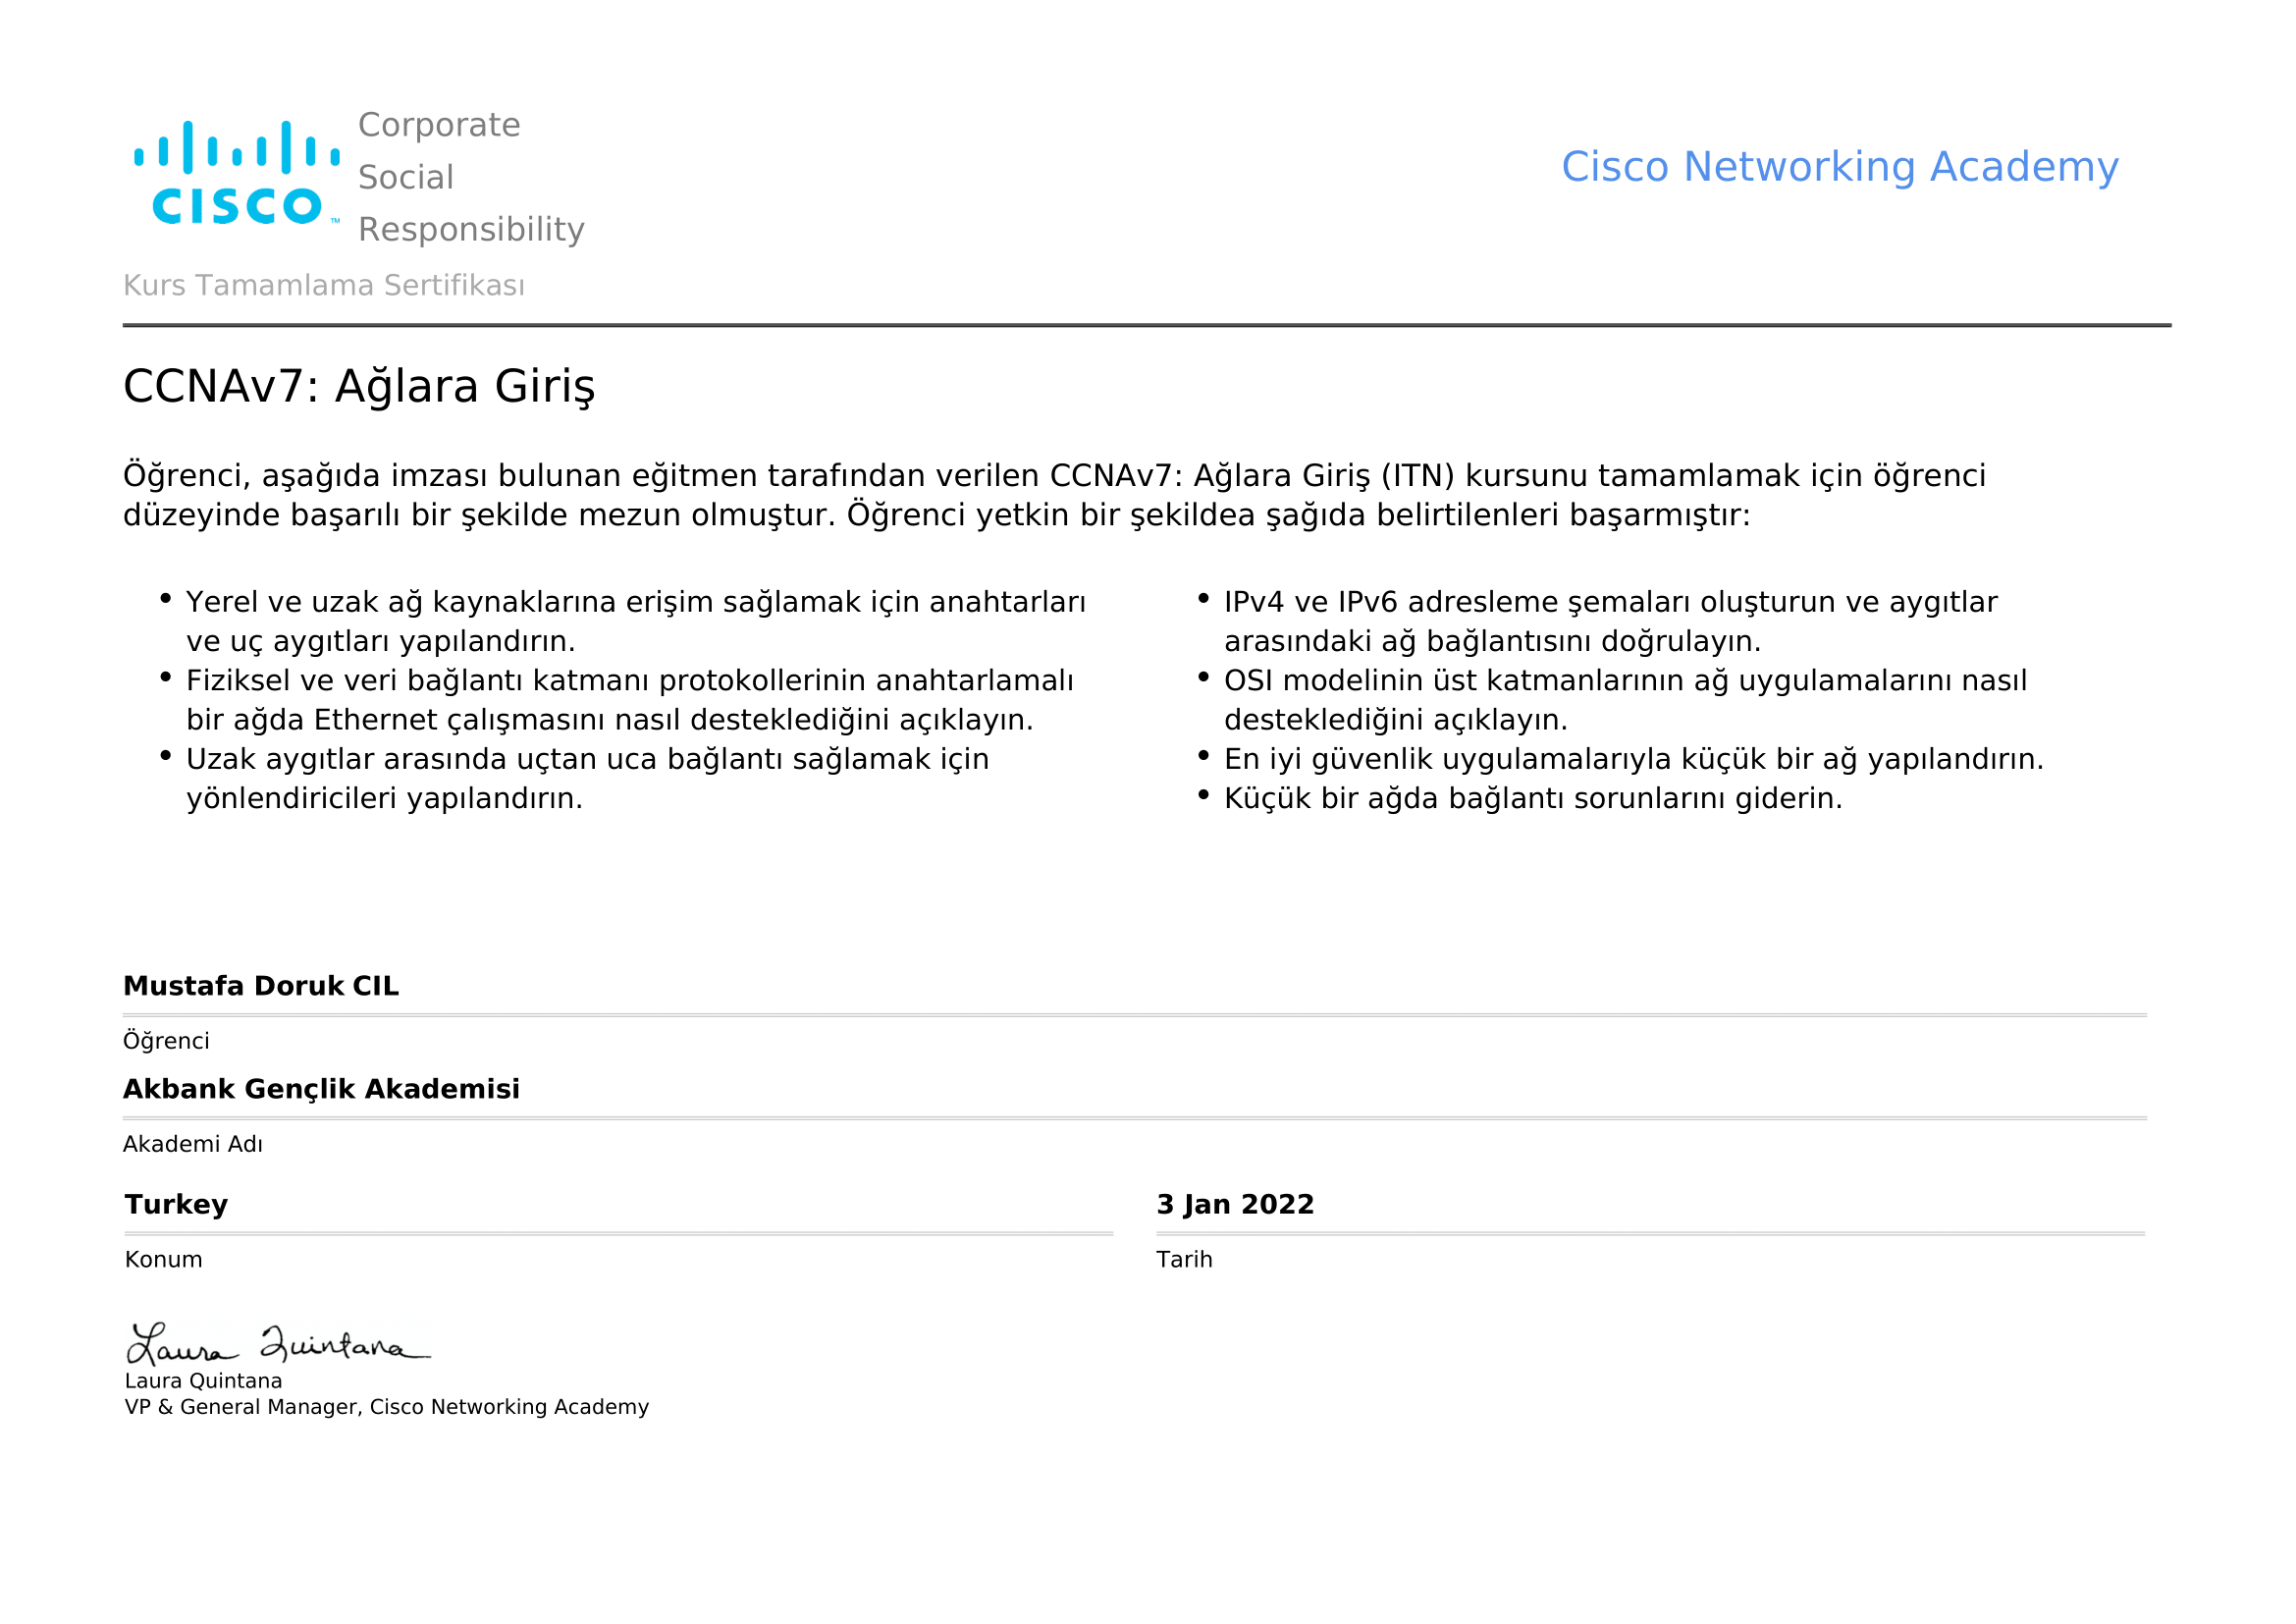 Corporate
Social
Responsibility
CISCO™
Cisco Networking Academy
Kurs Tamamlama Sertifikası
CCNAv7: Ağlara Giriş
Öğrenci, aşağıda imzası bulunan eğitmen tarafından verilen CCNAv7: Ağlara Giriş (ITN) kursunu tamamlamak için öğrenci
düzeyinde başarılı bir şekilde mezun olmuştur. Öğrenci yetkin bir şekildea şağıda belirtilenleri başarmıştır:
• Yerel ve uzak ağ kaynaklarına erişim sağlamak için anahtarları
ve uç aygıtları yapılandırın.
• Fiziksel ve veri bağlantı katmanı protokollerinin anahtarlamalı
bir ağda Ethernet çalışmasını nasıl desteklediğini açıklayın.
• Uzak aygıtlar arasında uçtan uca bağlantı sağlamak için
yönlendiricileri yapılandırın.
• IPv4 ve IPv6 adresleme şemaları oluşturun ve aygıtlar
arasındaki ağ bağlantısını doğrulayın.
• OSI modelinin üst katmanlarının ağ uygulamalarını nasıl
desteklediğini açıklayın.
• En iyi güvenlik uygulamalarıyla küçük bir ağ yapılandırın.
• Küçük bir ağda bağlantı sorunlarını giderin.
Mustafa Doruk CIL
Öğrenci
Akbank Gençlik Akademisi
Akademi Adı
Turkey
Konum
3 Jan 2022
Tarih
Laura Quintana
Laura Quintana
VP & General Manager, Cisco Networking Academy